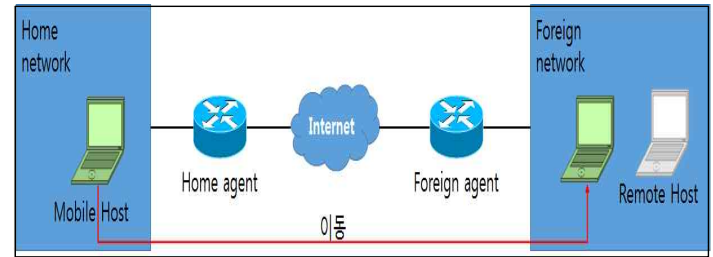 Home
network
Foreign
network
Internet
Home agent
Foreign agent
Mobile Host
Remote Host
이동